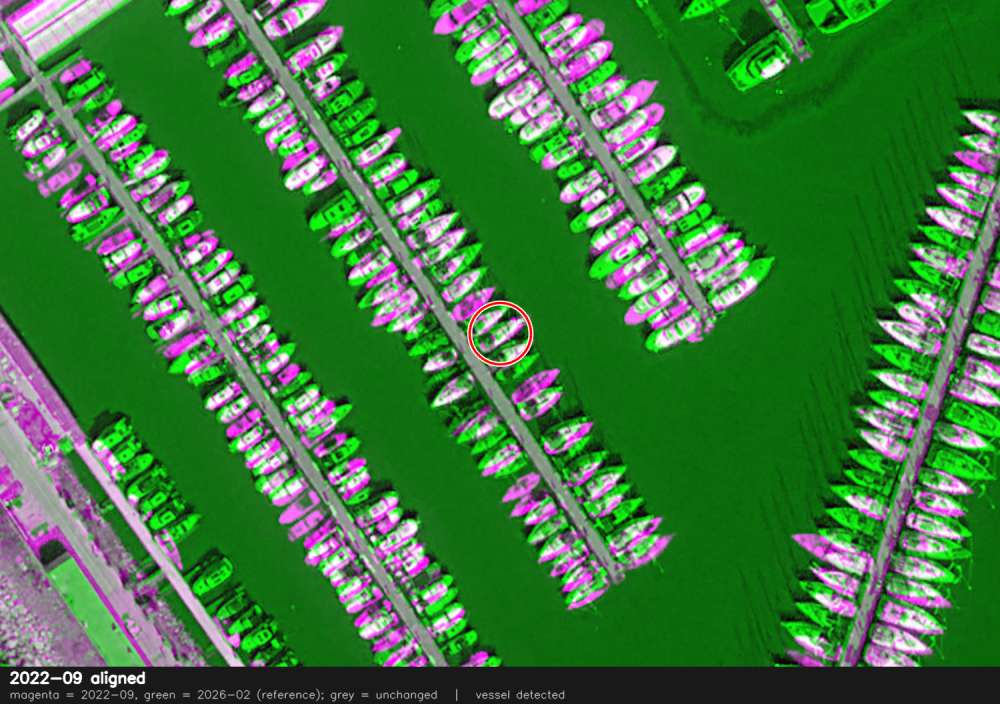 2022-09 aligned
magenta = 2022-09, green = 2026-02 (reference); grey = unchanged | vessel detected